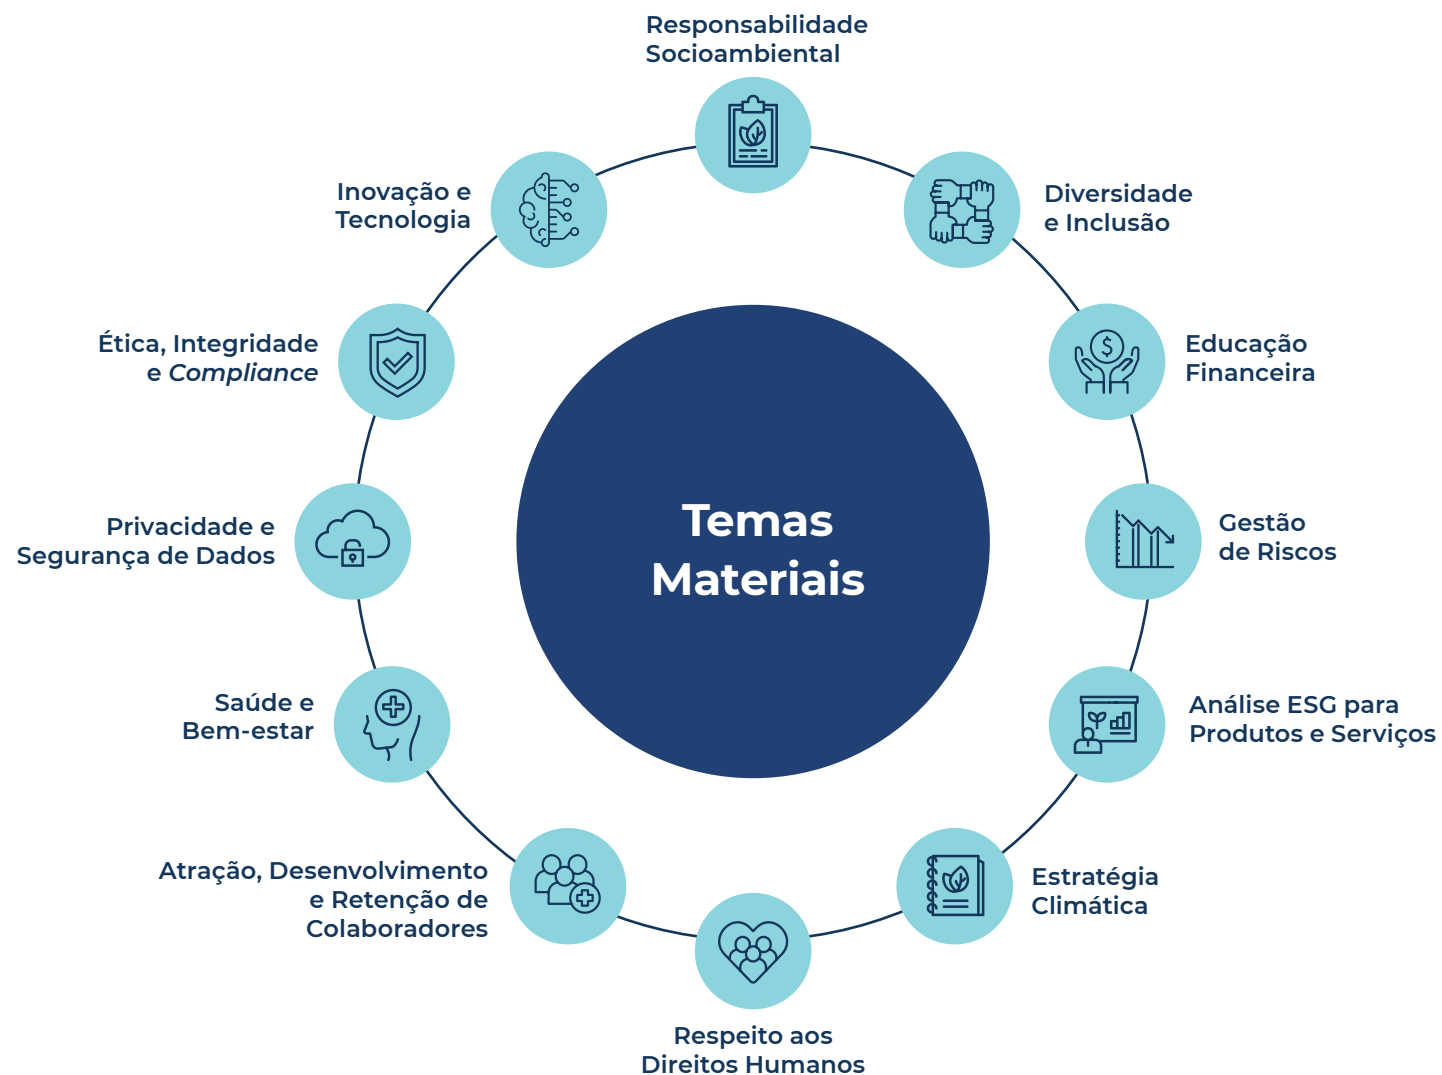 Responsabilidade
Socioambiental
Diversidade
e Inclusão
Educação
Financeira
Gestão
de Riscos
Análise ESG para
Produtos e Serviços
Estratégia
Climática
Respeito aos
Direitos Humanos
Atração, Desenvolvimento
e Retenção de
Colaboradores
Saúde e
Bem-estar
Privacidade e
Segurança de Dados
Ética, Integridade
e Compliance
Inovação e
Tecnologia
Temas
Materiais